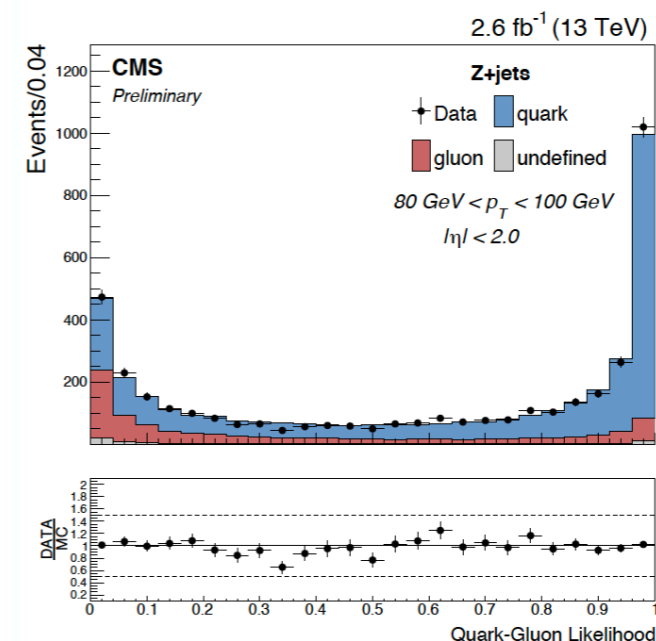 2.6 fb⁻¹ (13 TeV)
Events/0.04
1200
1000
800
600
400
200
CMS
Preliminary
Z+jets
Data
quark
gluon
undefined
80 GeV < p_T < 100 GeV
|η| < 2.0
DATA
MC
2
1.8
1.6
1.4
1.2
1
0.8
0.6
0.4
0.2
0 0.1 0.2 0.3 0.4 0.5 0.6 0.7 0.8 0.9 1
Quark-Gluon Likelihood